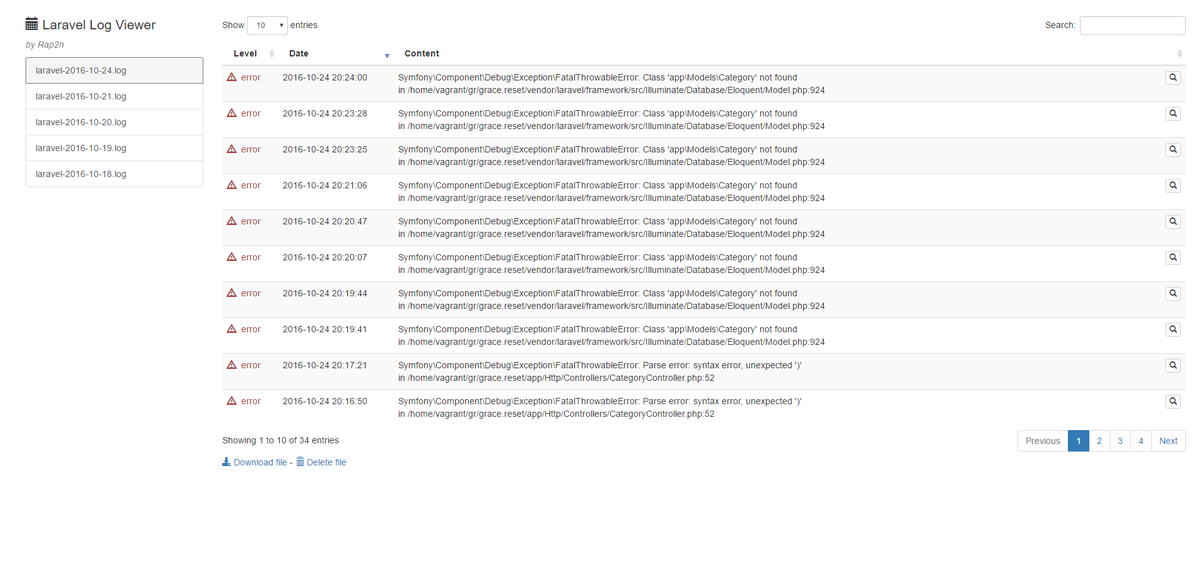 Laravel Log Viewer
by Rap2h
laravel-2016-10-24.log
laravel-2016-10-21.log
laravel-2016-10-20.log
laravel-2016-10-19.log
laravel-2016-10-18.log
Show 10 entries
Search:
Level Date Content
error 2016-10-24 20:24:00 Symfony\Component\Debug\Exception\FatalThrowableError: Class 'app\Models\Category' not found
in /home/vagrant/gr/grace.reset/vendor/laravel/framework/src/Illuminate/Database/Eloquent/Model.php:924
error 2016-10-24 20:23:28 Symfony\Component\Debug\Exception\FatalThrowableError: Class 'app\Models\Category' not found
in /home/vagrant/gr/grace.reset/vendor/laravel/framework/src/Illuminate/Database/Eloquent/Model.php:924
error 2016-10-24 20:23:25 Symfony\Component\Debug\Exception\FatalThrowableError: Class 'app\Models\Category' not found
in /home/vagrant/gr/grace.reset/vendor/laravel/framework/src/Illuminate/Database/Eloquent/Model.php:924
error 2016-10-24 20:21:06 Symfony\Component\Debug\Exception\FatalThrowableError: Class 'app\Models\Category' not found
in /home/vagrant/gr/grace.reset/vendor/laravel/framework/src/Illuminate/Database/Eloquent/Model.php:924
error 2016-10-24 20:20:47 Symfony\Component\Debug\Exception\FatalThrowableError: Class 'app\Models\Category' not found
in /home/vagrant/gr/grace.reset/vendor/laravel/framework/src/Illuminate/Database/Eloquent/Model.php:924
error 2016-10-24 20:20:07 Symfony\Component\Debug\Exception\FatalThrowableError: Class 'app\Models\Category' not found
in /home/vagrant/gr/grace.reset/vendor/laravel/framework/src/Illuminate/Database/Eloquent/Model.php:924
error 2016-10-24 20:19:44 Symfony\Component\Debug\Exception\FatalThrowableError: Class 'app\Models\Category' not found
in /home/vagrant/gr/grace.reset/vendor/laravel/framework/src/Illuminate/Database/Eloquent/Model.php:924
error 2016-10-24 20:19:41 Symfony\Component\Debug\Exception\FatalThrowableError: Class 'app\Models\Category' not found
in /home/vagrant/gr/grace.reset/vendor/laravel/framework/src/Illuminate/Database/Eloquent/Model.php:924
error 2016-10-24 20:17:21 Symfony\Component\Debug\Exception\FatalThrowableError: Parse error: syntax error, unexpected ')'
in /home/vagrant/gr/grace.reset/app/Http/Controllers/CategoryController.php:52
error 2016-10-24 20:16:50 Symfony\Component\Debug\Exception\FatalThrowableError: Parse error: syntax error, unexpected ')'
in /home/vagrant/gr/grace.reset/app/Http/Controllers/CategoryController.php:52
Showing 1 to 10 of 34 entries
Previous 1 2 3 4 Next
Download file - Delete file